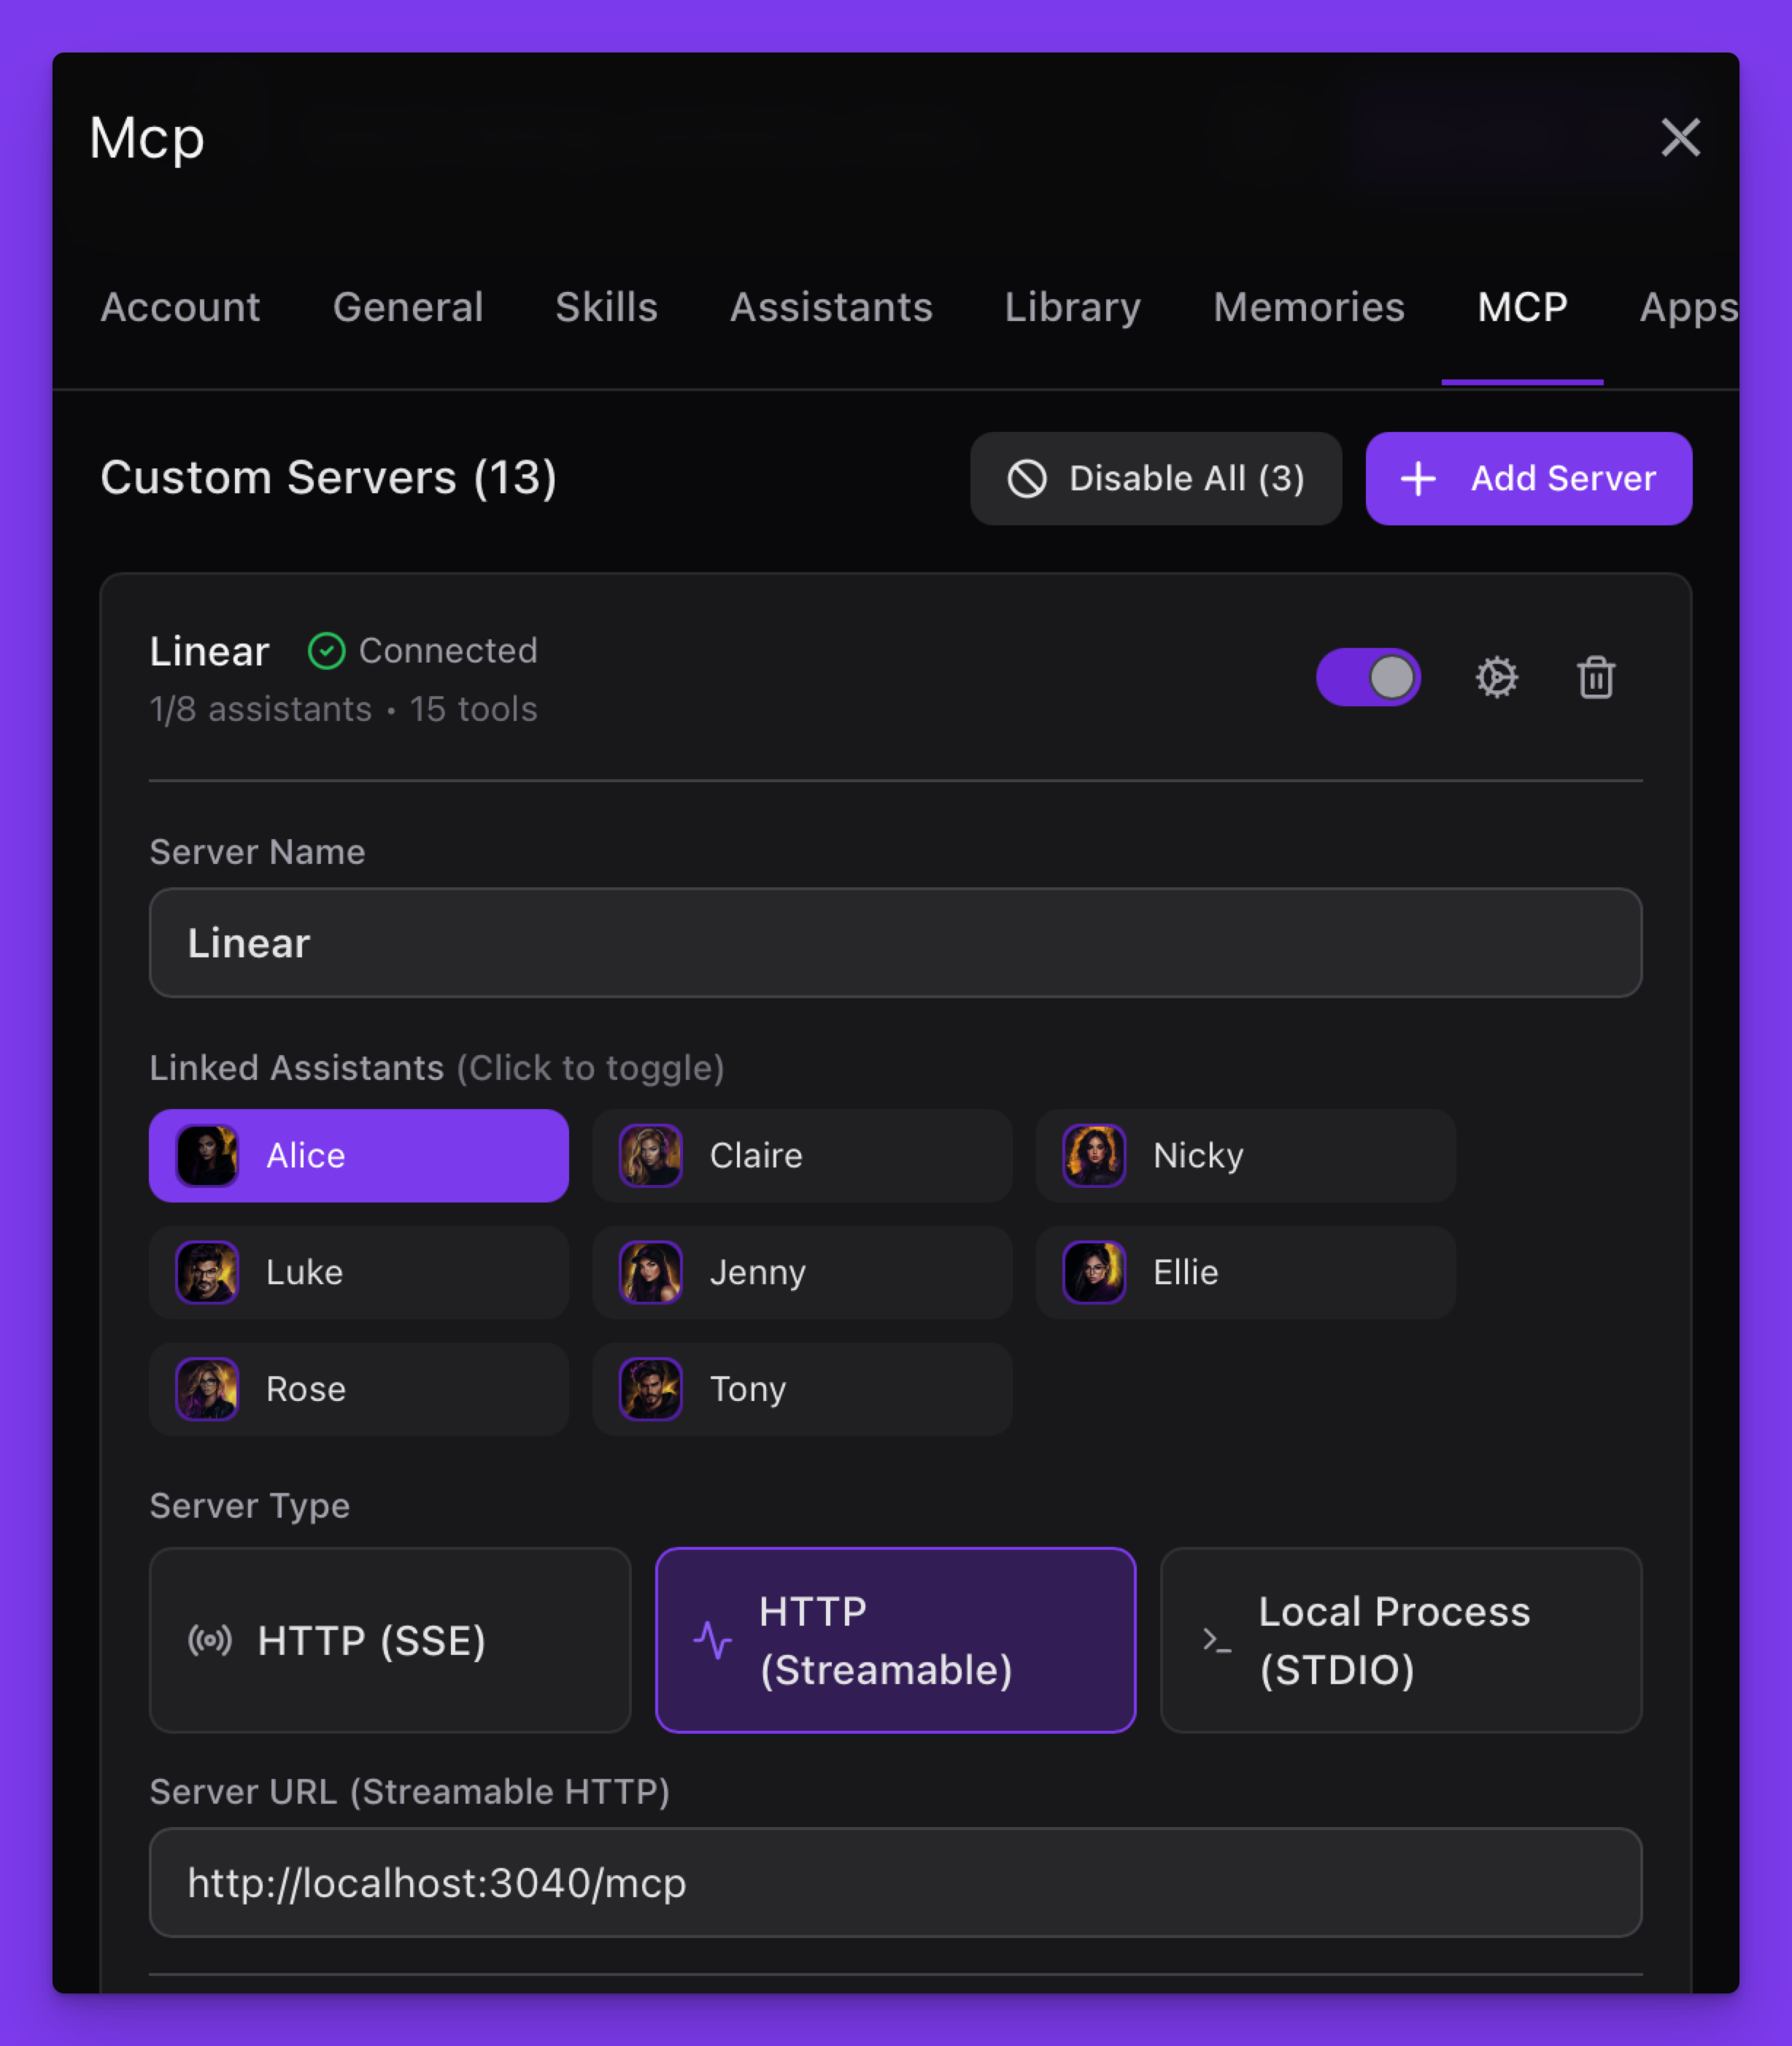 Mcp
Account General Skills Assistants Library Memories MCP Apps
Custom Servers (13) Disable All (3) Add Server
Linear Connected
1/8 assistants • 15 tools
Server Name
Linear
Linked Assistants (Click to toggle)
Alice Claire Nicky
Luke Jenny Ellie
Rose Tony
Server Type
HTTP (SSE)
HTTP
(Streamable)
Local Process
(STDIO)
Server URL (Streamable HTTP)
http://localhost:3040/mcp